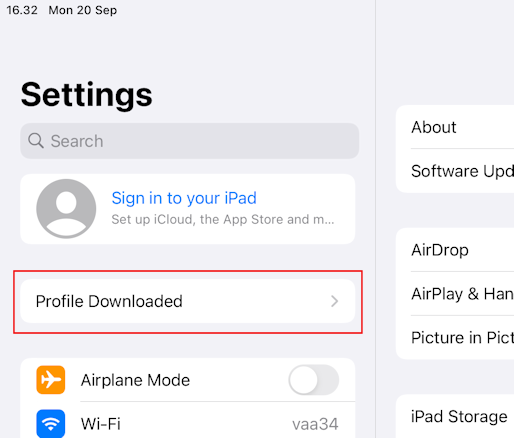 16.32 Mon 20 Sep
Settings
Search
Sign in to your iPad
Set up iCloud, the App Store and m...
Profile Downloaded
Airplane Mode
Wi-Fi vaa34
About
Software Upd
AirDrop
AirPlay & Han
Picture in Pict
iPad Storage